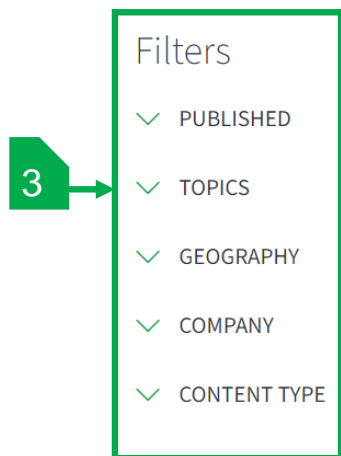 Filters
PUBLISHED
3
TOPICS
GEOGRAPHY
COMPANY
CONTENT TYPE